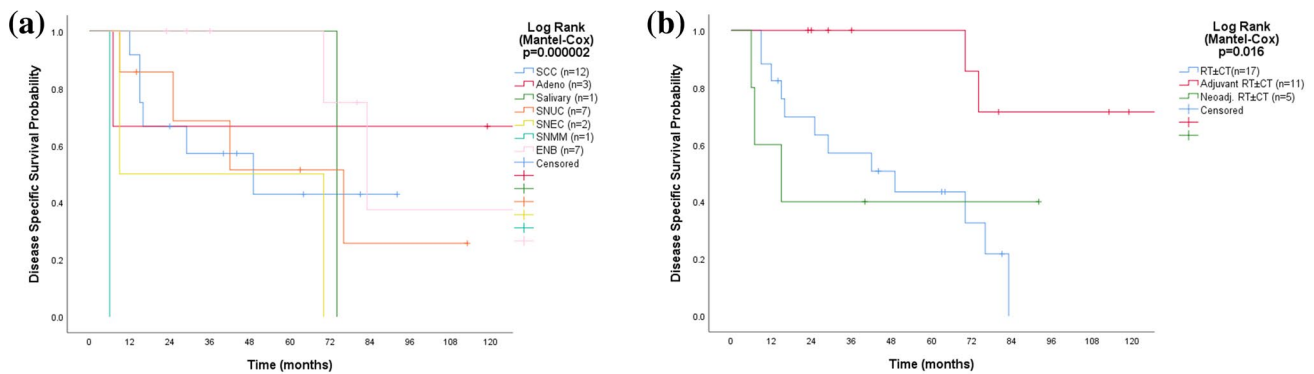 (a)
Log Rank
(Mantel-Cox)
p=0.000002
SCC (n=12)
Adeno (n=3)
Salivary (n=1)
SNUC (n=7)
SNEC (n=2)
SNMM (n=1)
ENB (n=7)
Censored
Disease Specific Survival Probability
1.0
0.8
0.6
0.4
0.2
0.0
0 12 24 36 48 60 72 84 96 108 120
Time (months)
(b)
Log Rank
(Mantel-Cox)
p=0.016
RT±CT(n=17)
Adjuvant RT±CT (n=11)
Neoadj. RT±CT (n=5)
Censored
Disease Specific Survival Probability
1.0
0.8
0.6
0.4
0.2
0.0
0 12 24 36 48 60 72 84 96 108 120
Time (months)